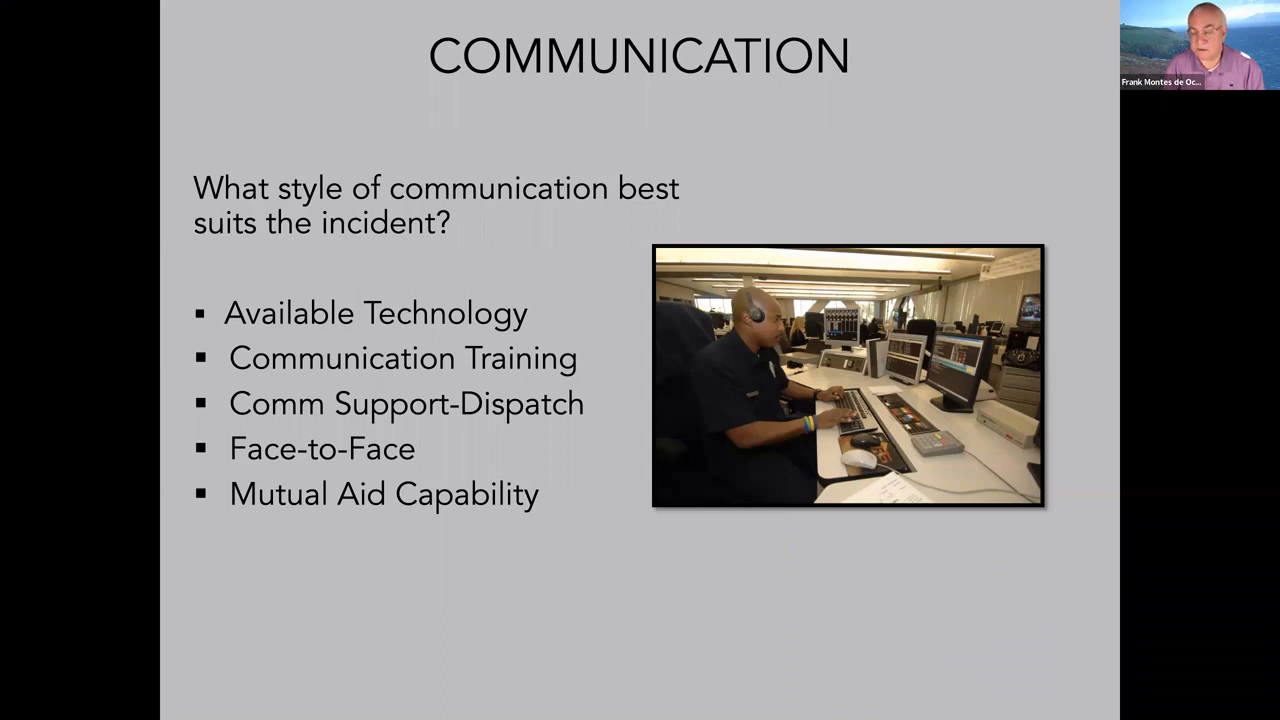 COMMUNICATION
Frank Montes de Oc...
What style of communication best
suits the incident?
▪ Available Technology
▪ Communication Training
▪ Comm Support-Dispatch
▪ Face-to-Face
▪ Mutual Aid Capability